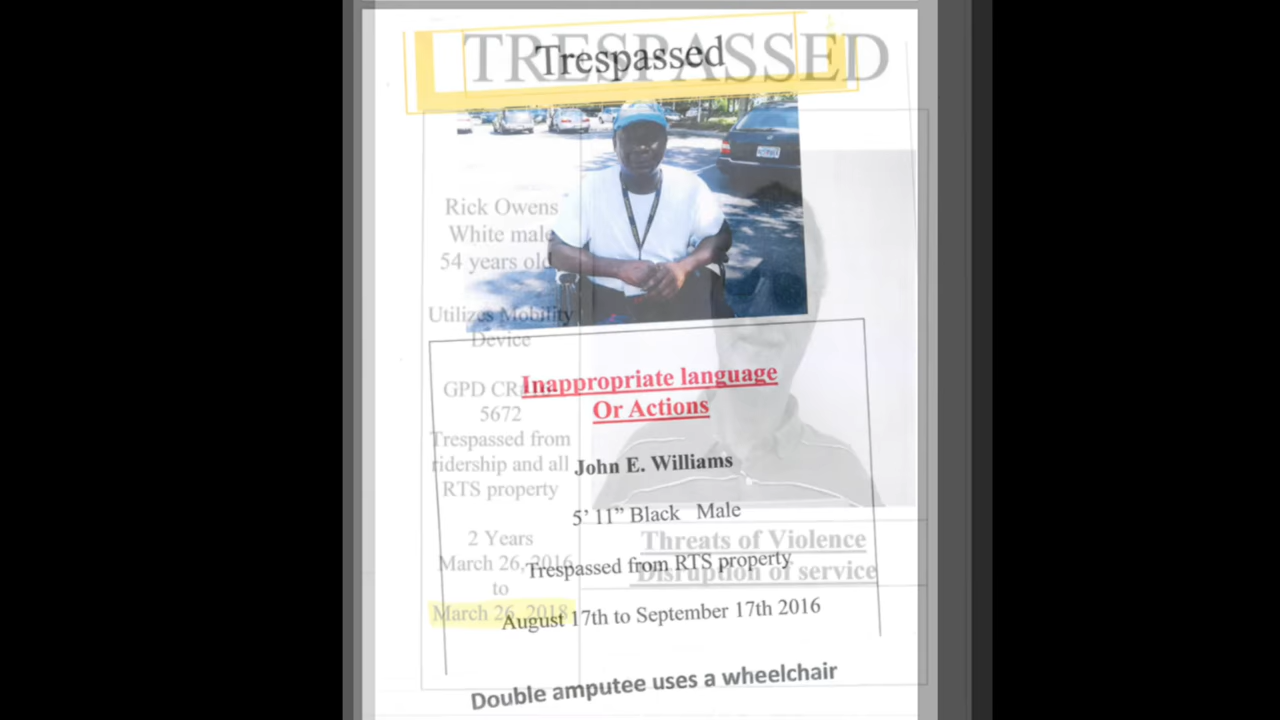 TRESPASSED
Trespassed
Rick Owens
White male
54 years old
Utilizes Mobility
Device
GPD
5672
Trespassed from
ridership and all
RTS property
2 Years
March 26, 2016
to
March 26, 2018
Threats of Violence
Disruption of service
Inappropriate language
Or Actions
John E. Williams
5' 11" Black Male
Trespassed from RTS property
August 17th to September 17th 2016
Double amputee uses a wheelchair